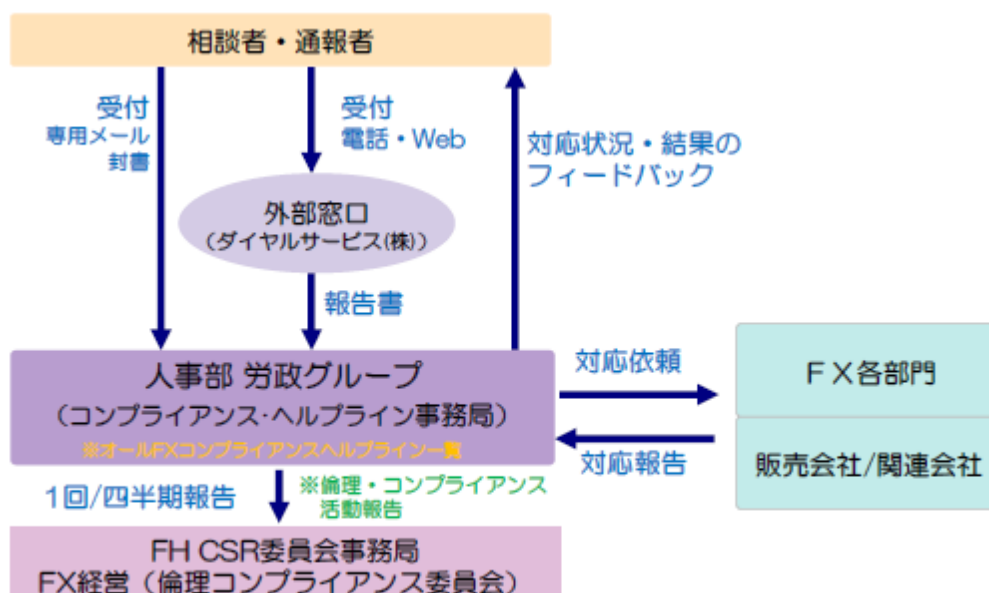 相談者・通報者
受付
専用メール
封書
受付
電話・Web
対応状況・結果の
フィードバック
外部窓口
（ダイヤルサービス(株)）
報告書
人事部 労政グループ
（コンプライアンス・ヘルプライン事務局）
※オールFXコンプライアンスヘルプライン一覧
対応依頼
対応報告
ＦＸ各部門
販売会社/関連会社
1回/四半期報告
※倫理・コンプライアンス
活動報告
FH CSR委員会事務局
FX経営（倫理コンプライアンス委員会）